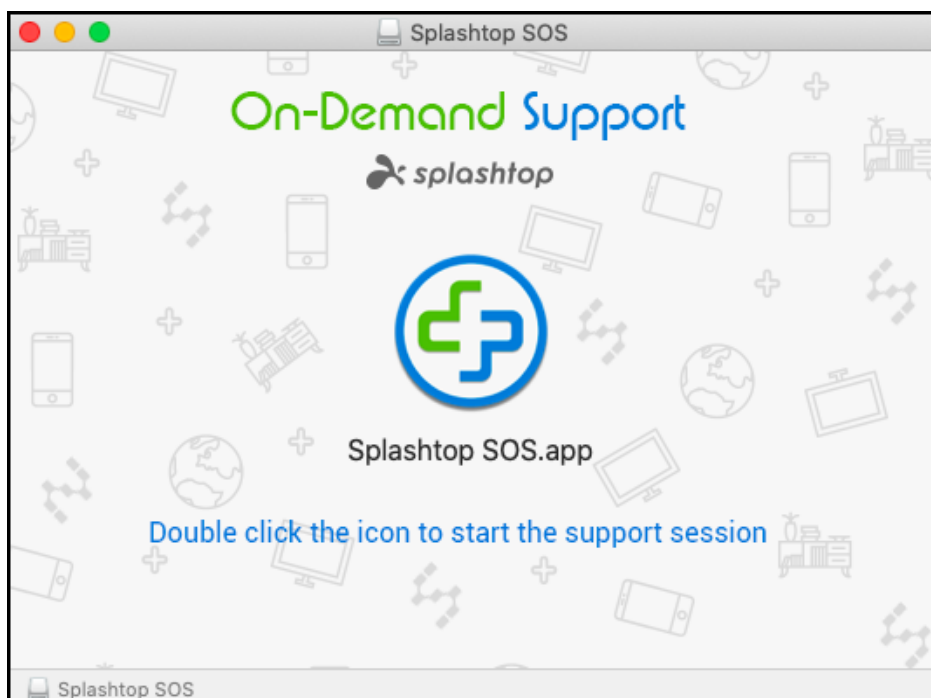 Splashtop SOS
On-Demand Support
splashtop
Splashtop SOS.app
Double click the icon to start the support session
Splashtop SOS